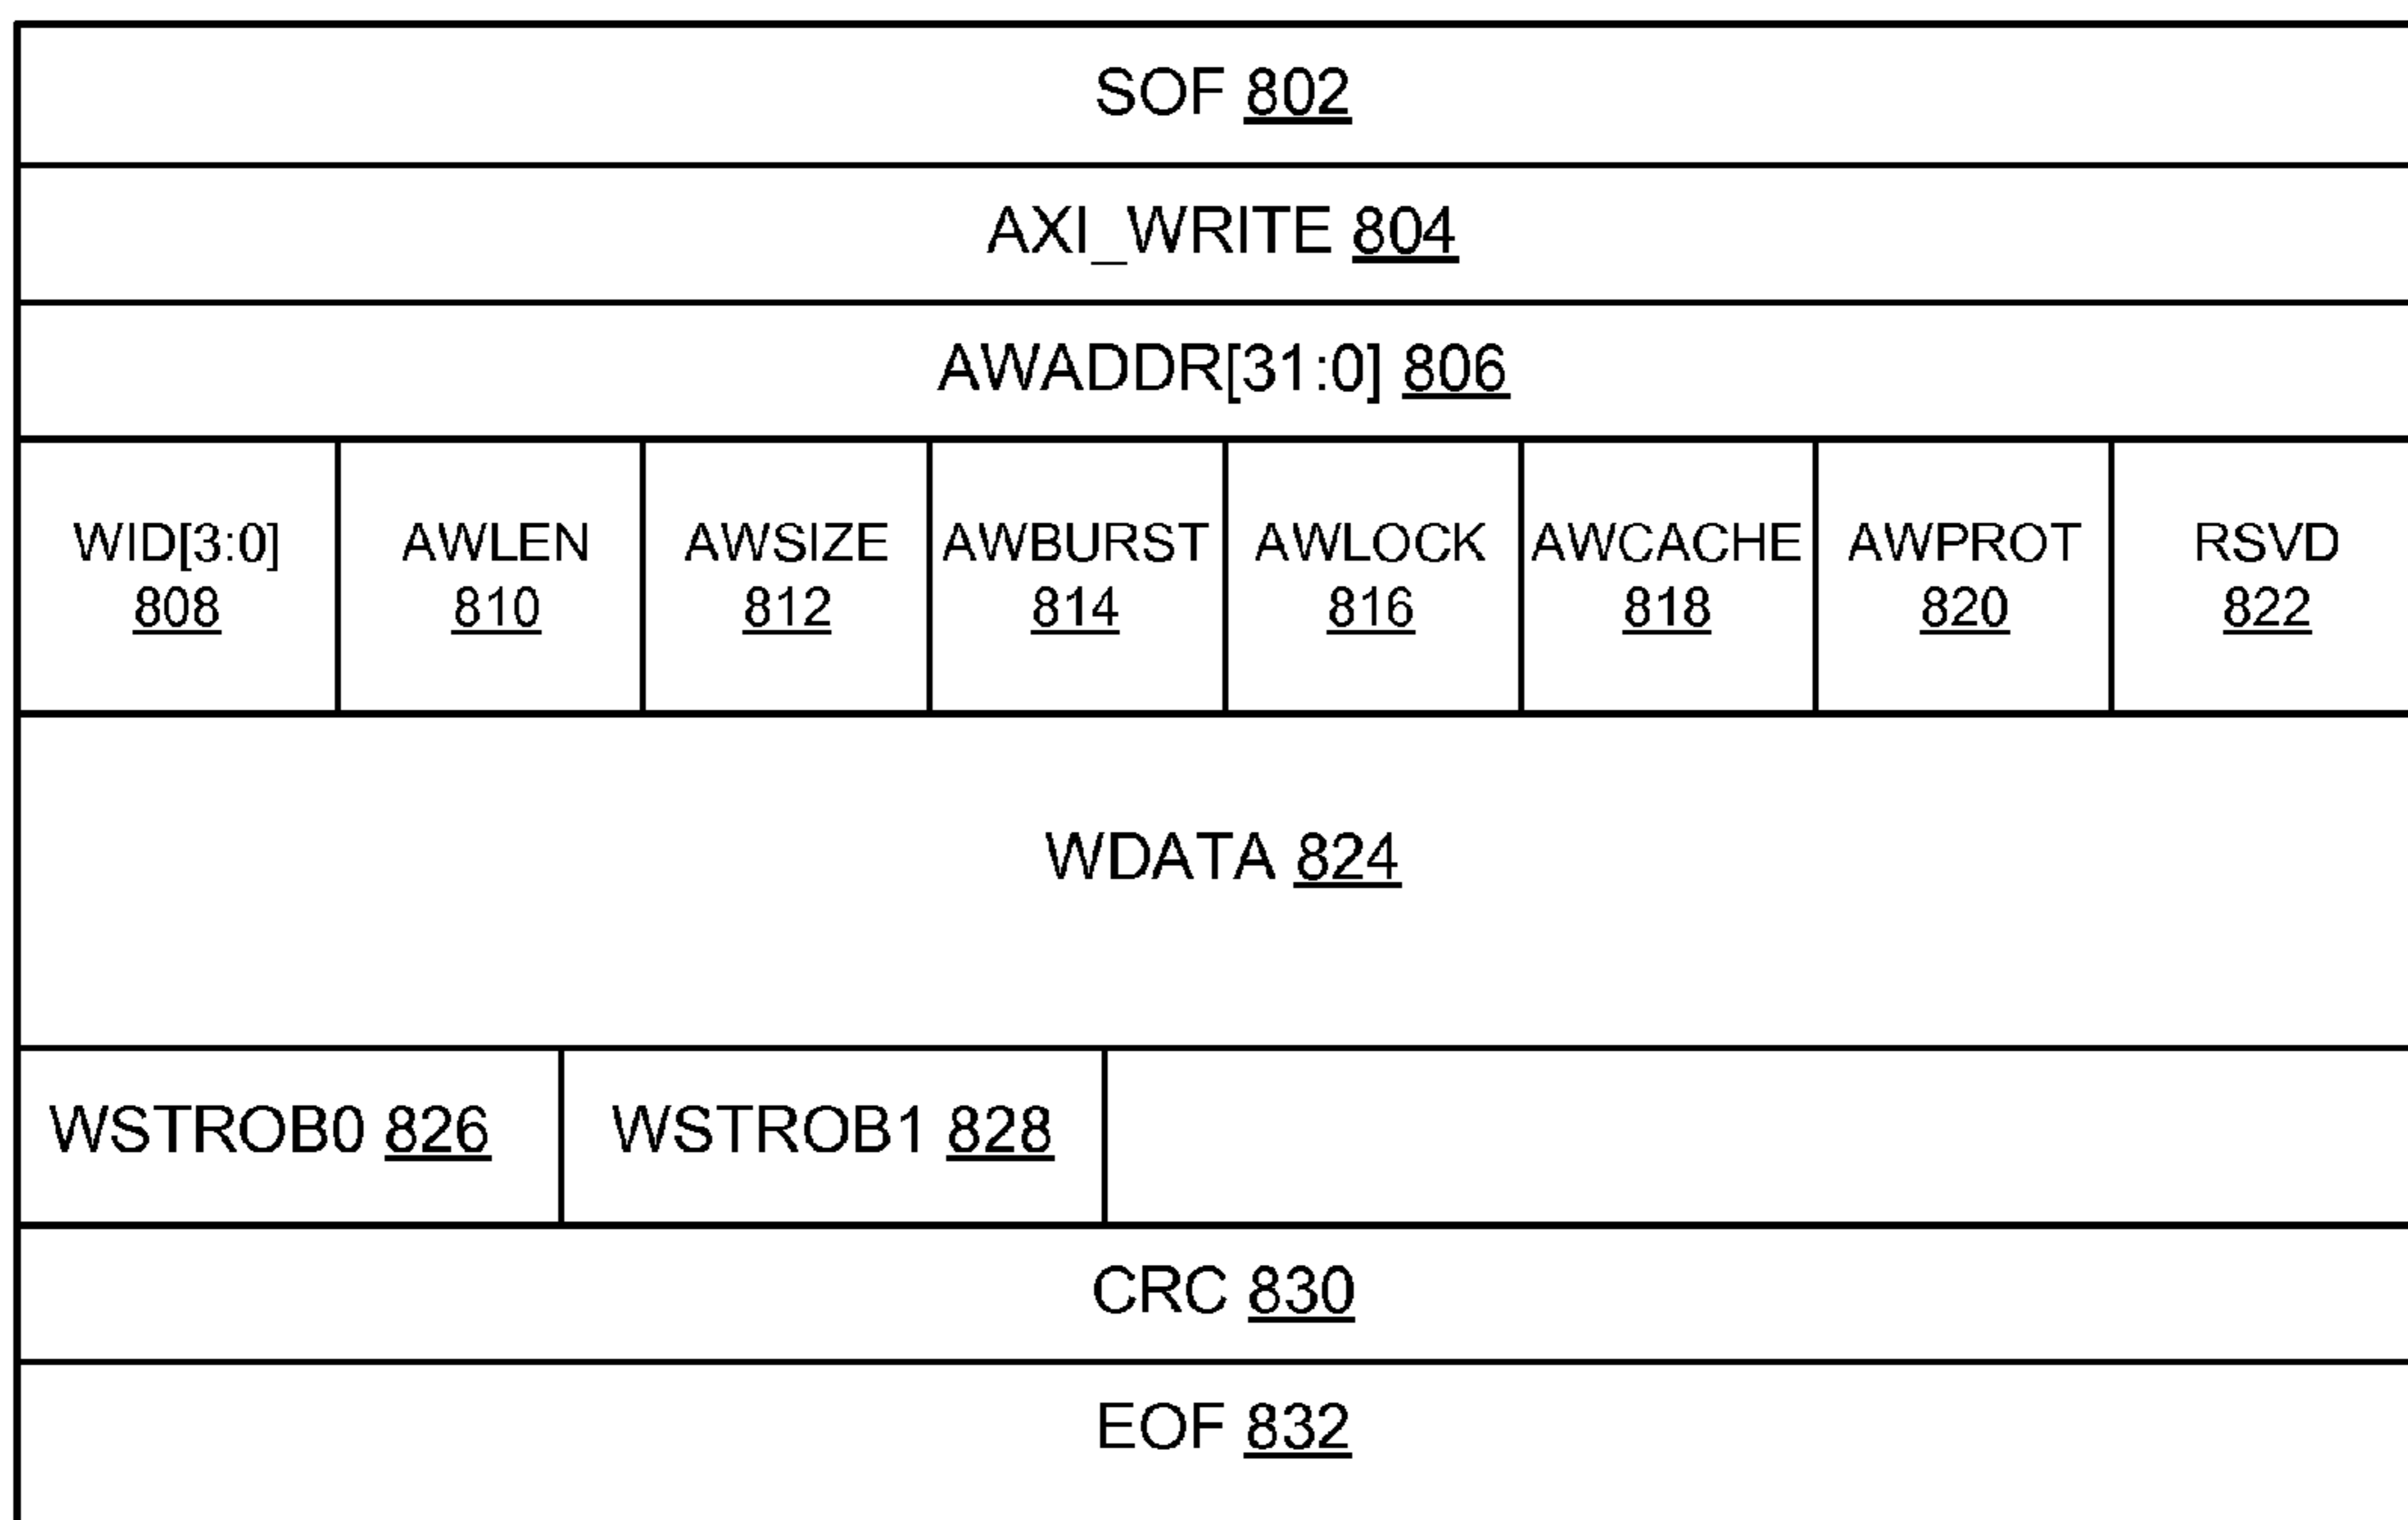 SOF 802
AXI_WRITE 804
AWADDR[31:0] 806
WID[3:0] AWLEN AWSIZE AWBURST AWLOCK AWCACHE AWPROT RSVD
808 810 812 814 816 818 820 822
WDATA 824
WSTROB0 826 WSTROB1 828
CRC 830
EOF 832